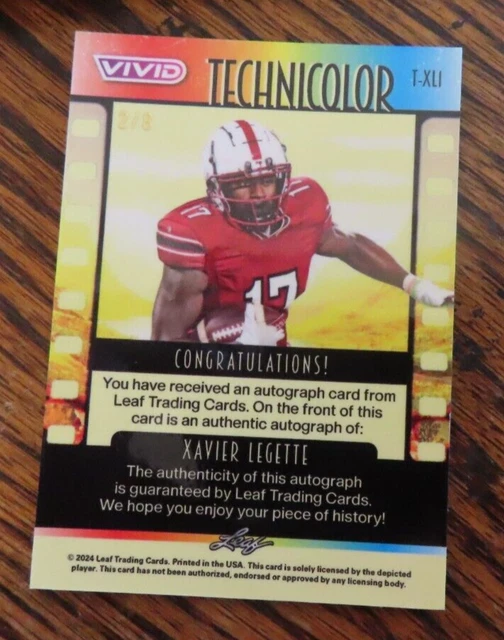 VIVID
TECHNICOLOR
T-XL1
17
17
CONGRATULATIONS!
You have received an autograph card from
Leaf Trading Cards. On the front of this
card is an authentic autograph of:
XAVIER LEGETTE
The authenticity of this autograph
is guaranteed by Leaf Trading Cards.
We hope you enjoy your piece of history!
Leaf
© 2024 Leaf Trading Cards. Printed in the USA. This card is solely licensed by the depicted
player. This card has not been authorized, endorsed or approved by any licensing body.